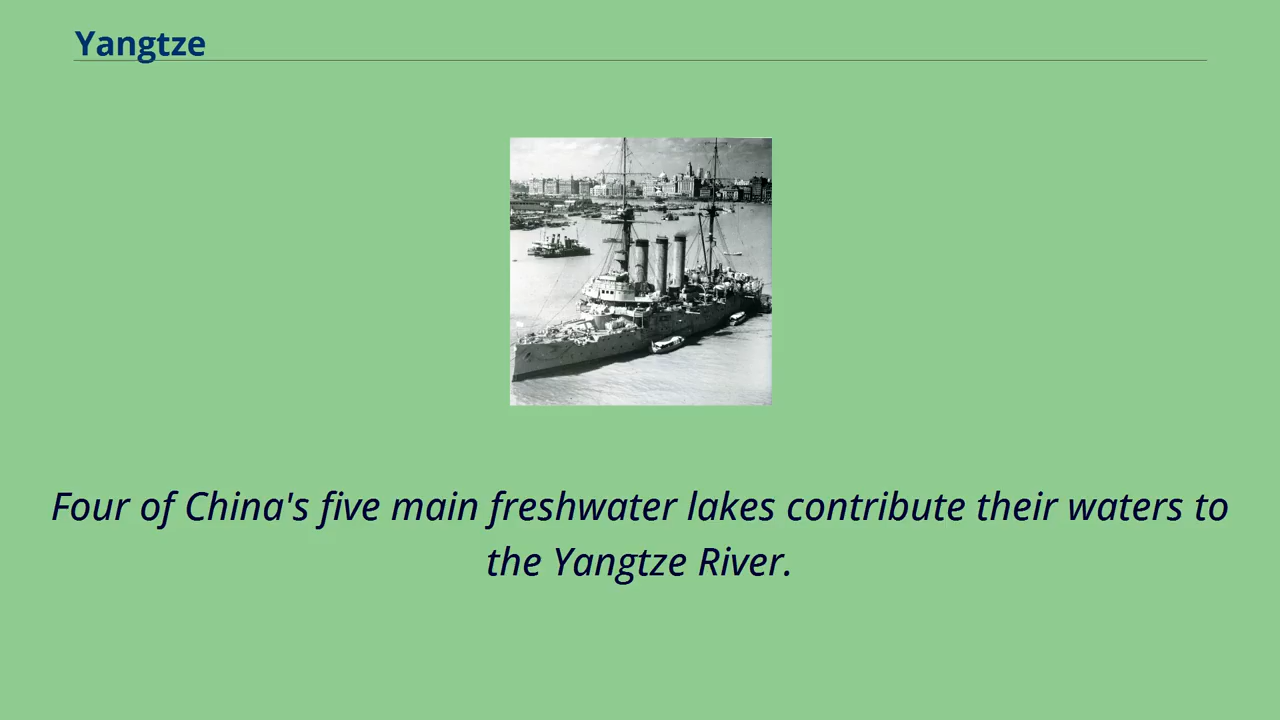 Yangtze
Four of China's five main freshwater lakes contribute their waters to
the Yangtze River.